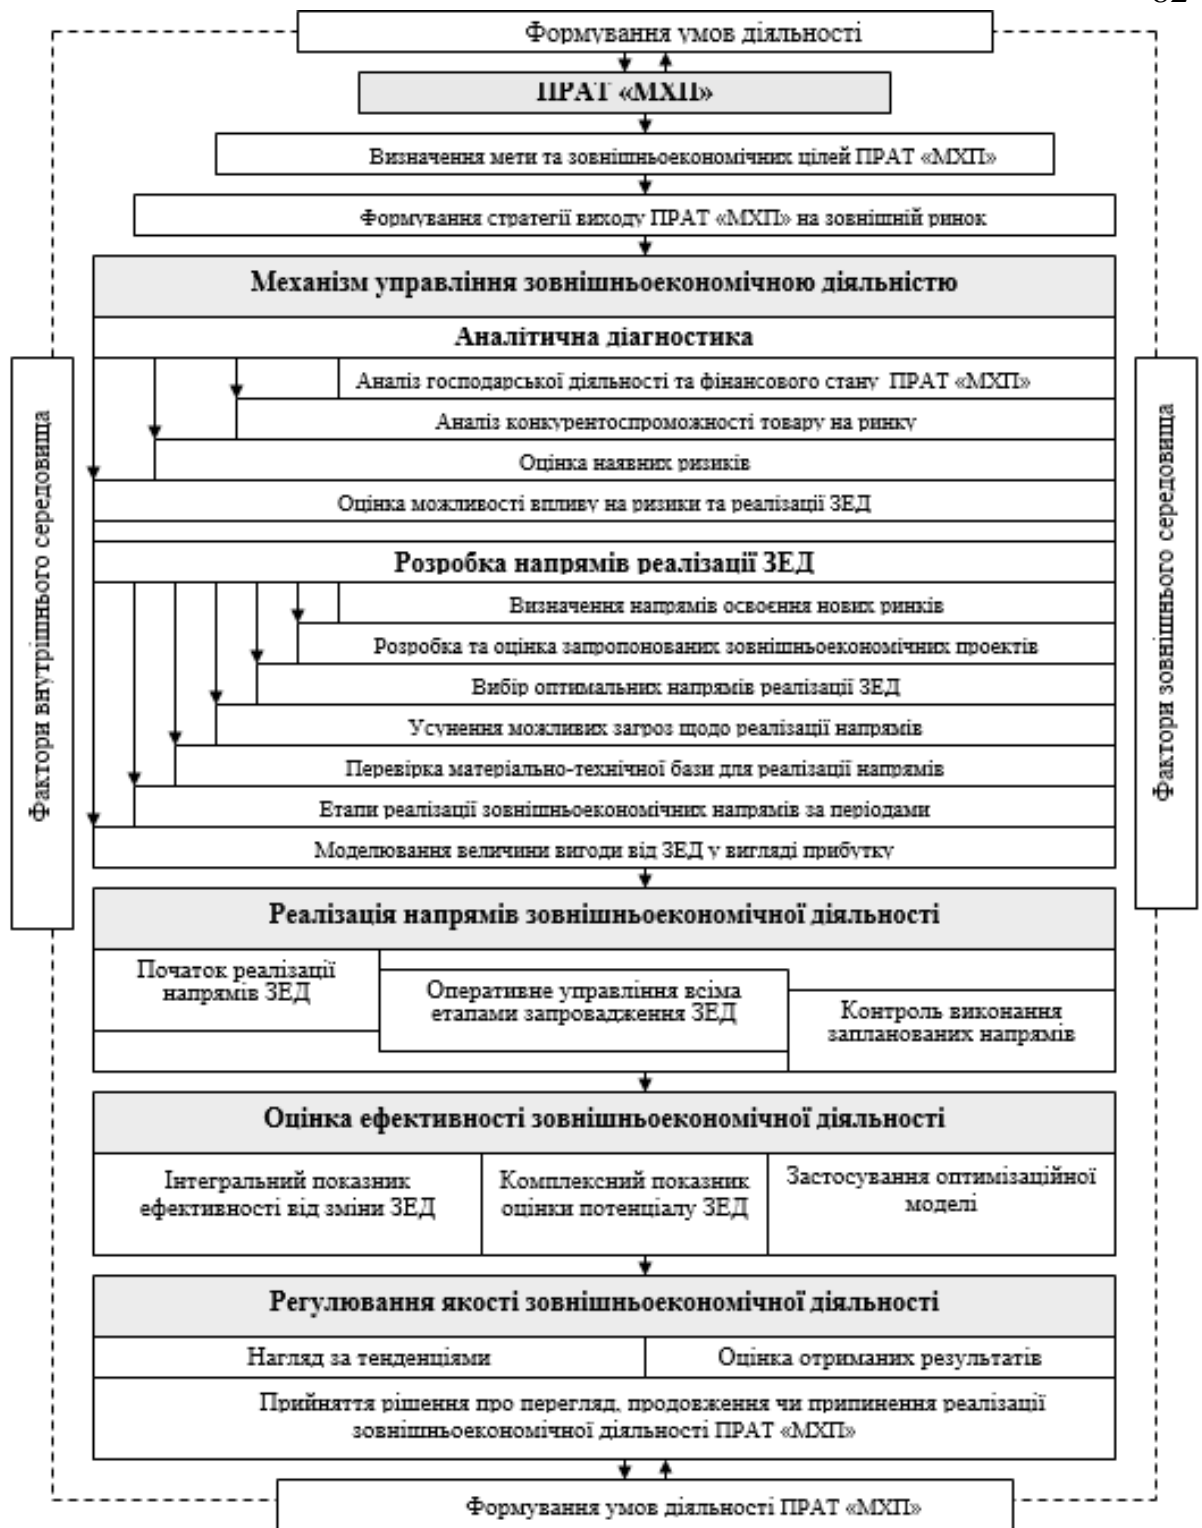 Формування умов діяльності
ПРАТ «МХП»
Визначення мети та зовнішньоекономічних цілей ПРАТ «МХП»
Формування стратегії виходу ПРАТ «МХП» на зовнішній ринок
Механізм управління зовнішньоекономічною діяльністю
Аналітична діагностика
Аналіз господарської діяльності та фінансового стану ПРАТ «МХП»
Аналіз конкурентоспроможності товару на ринку
Оцінка наявних ризиків
Оцінка можливості впливу на ризики та реалізації ЗЕД
Розробка напрямів реалізації ЗЕД
Визначення напрямів освоєння нових ринків
Розробка та оцінка запропонованих зовнішньоекономічних проектів
Вибір оптимальних напрямів реалізації ЗЕД
Усунення можливих загроз щодо реалізації напрямів
Перевірка матеріально-технічної бази для реалізації напрямів
Етапи реалізації зовнішньоекономічних напрямів за періодами
Моделювання величини вигоди від ЗЕД у вигляді прибутку
Фактори внутрішнього середовища
Фактори зовнішнього середовища
Реалізація напрямів зовнішньоекономічної діяльності
Початок реалізації
напрямів ЗЕД
Оперативне управління всіма
етапами запровадження ЗЕД
Контроль виконання
запланованих напрямів
Оцінка ефективності зовнішньоекономічної діяльності
Інтегральний показник
ефективності від зміни ЗЕД
Комплексний показник
оцінки потенціалу ЗЕД
Застосування оптимізаційної
моделі
Регулювання якості зовнішньоекономічної діяльності
Нагляд за тенденціями
Оцінка отриманих результатів
Прийняття рішення про перегляд, продовження чи припинення реалізації
зовнішньоекономічної діяльності ПРАТ «МХП»
Формування умов діяльності ПРАТ «МХП»